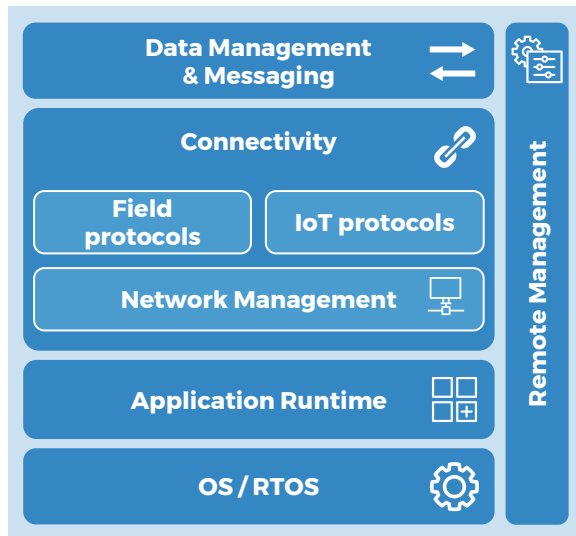 Data Management
& Messaging
Connectivity
Field
protocols
IoT protocols
Network Management
Application Runtime
OS / RTOS
Remote Management